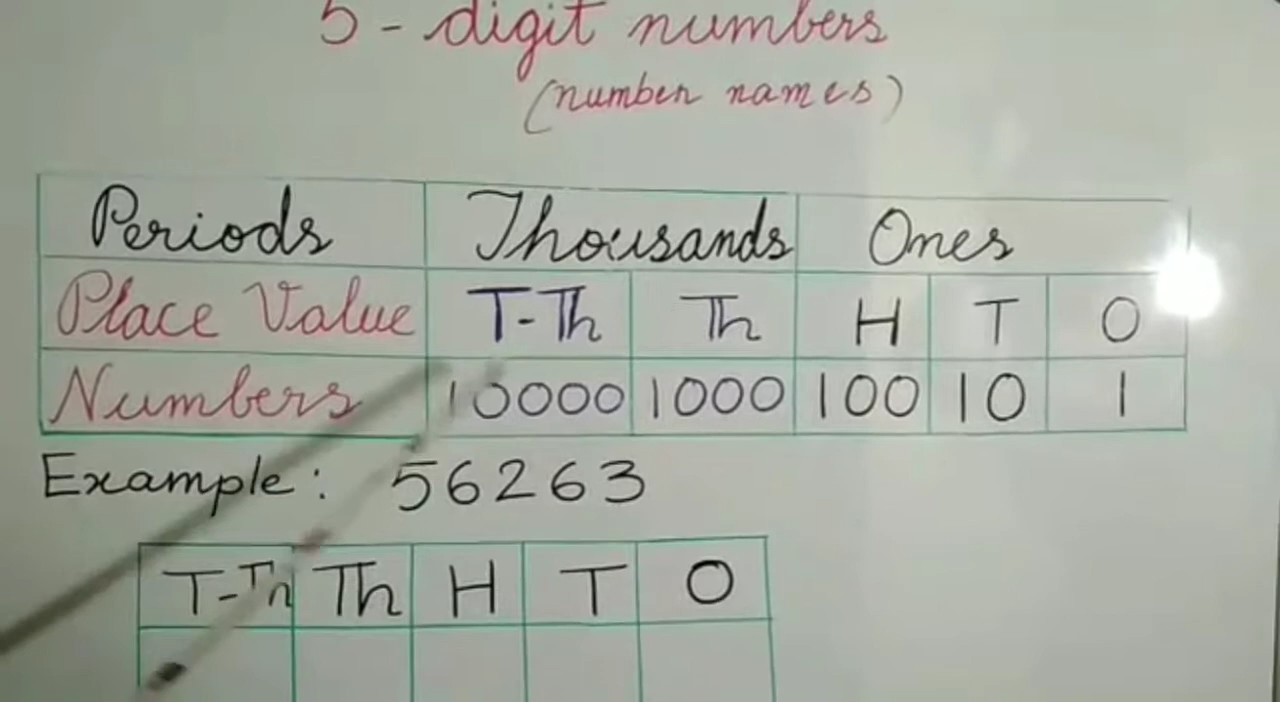 5 - digit numbers
(number names)
Periods Thousands Ones
Place Value T-Th Th H T O
Numbers 10000 1000 100 10 1
Example: 56263
T-Th Th H T O